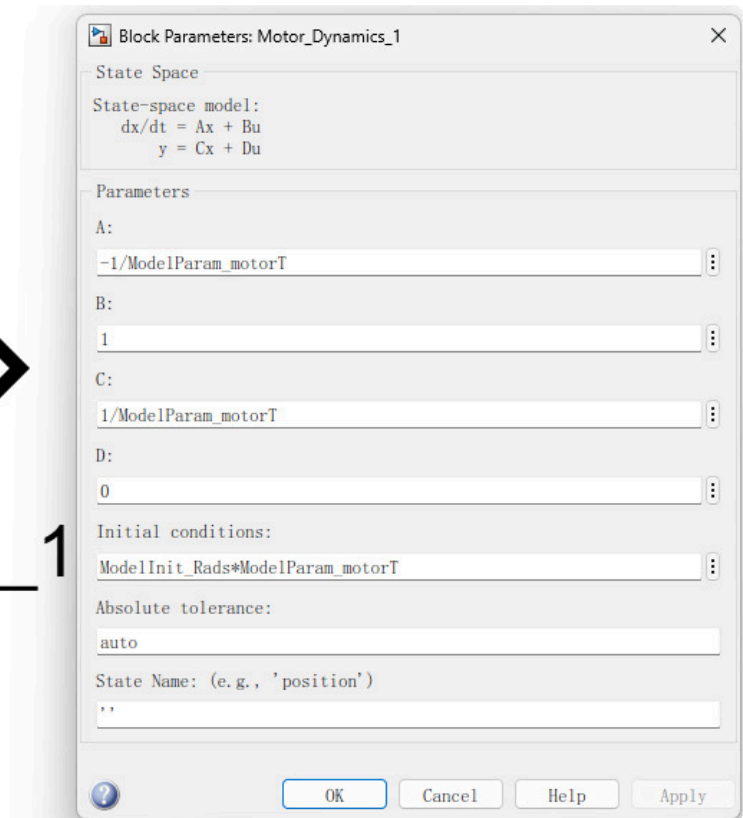 Block Parameters: Motor_Dynamics_1
State Space
State-space model:
dx/dt = Ax + Bu
y = Cx + Du
Parameters
A:
-1/ModelParam_motorT
B:
1
C:
1/ModelParam_motorT
D:
0
_1
Initial conditions:
ModelInit_Rads*ModelParam_motorT
Absolute tolerance:
auto
State Name: (e.g., 'position')
''
OK Cancel Help Apply